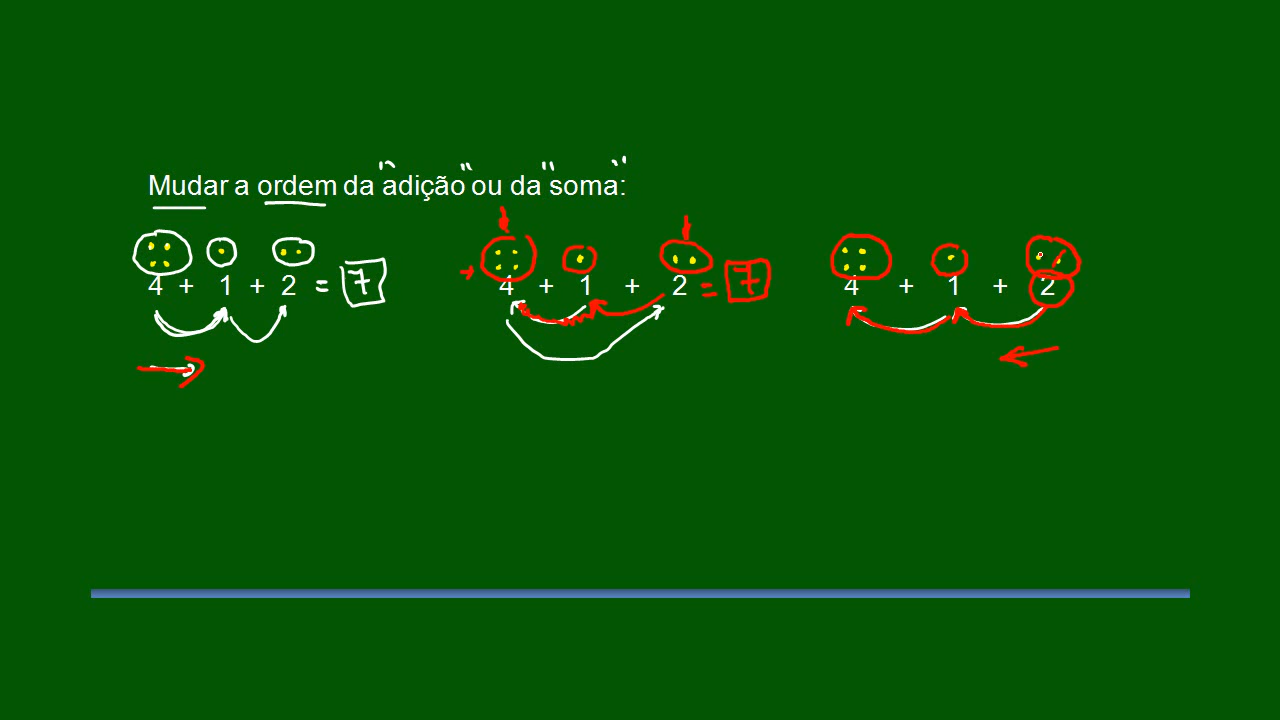 Mudar a ordem da "adição" ou da "soma":
4 + 1 + 2 = 7
4 + 1 + 2 = 7
4 + 1 + 2